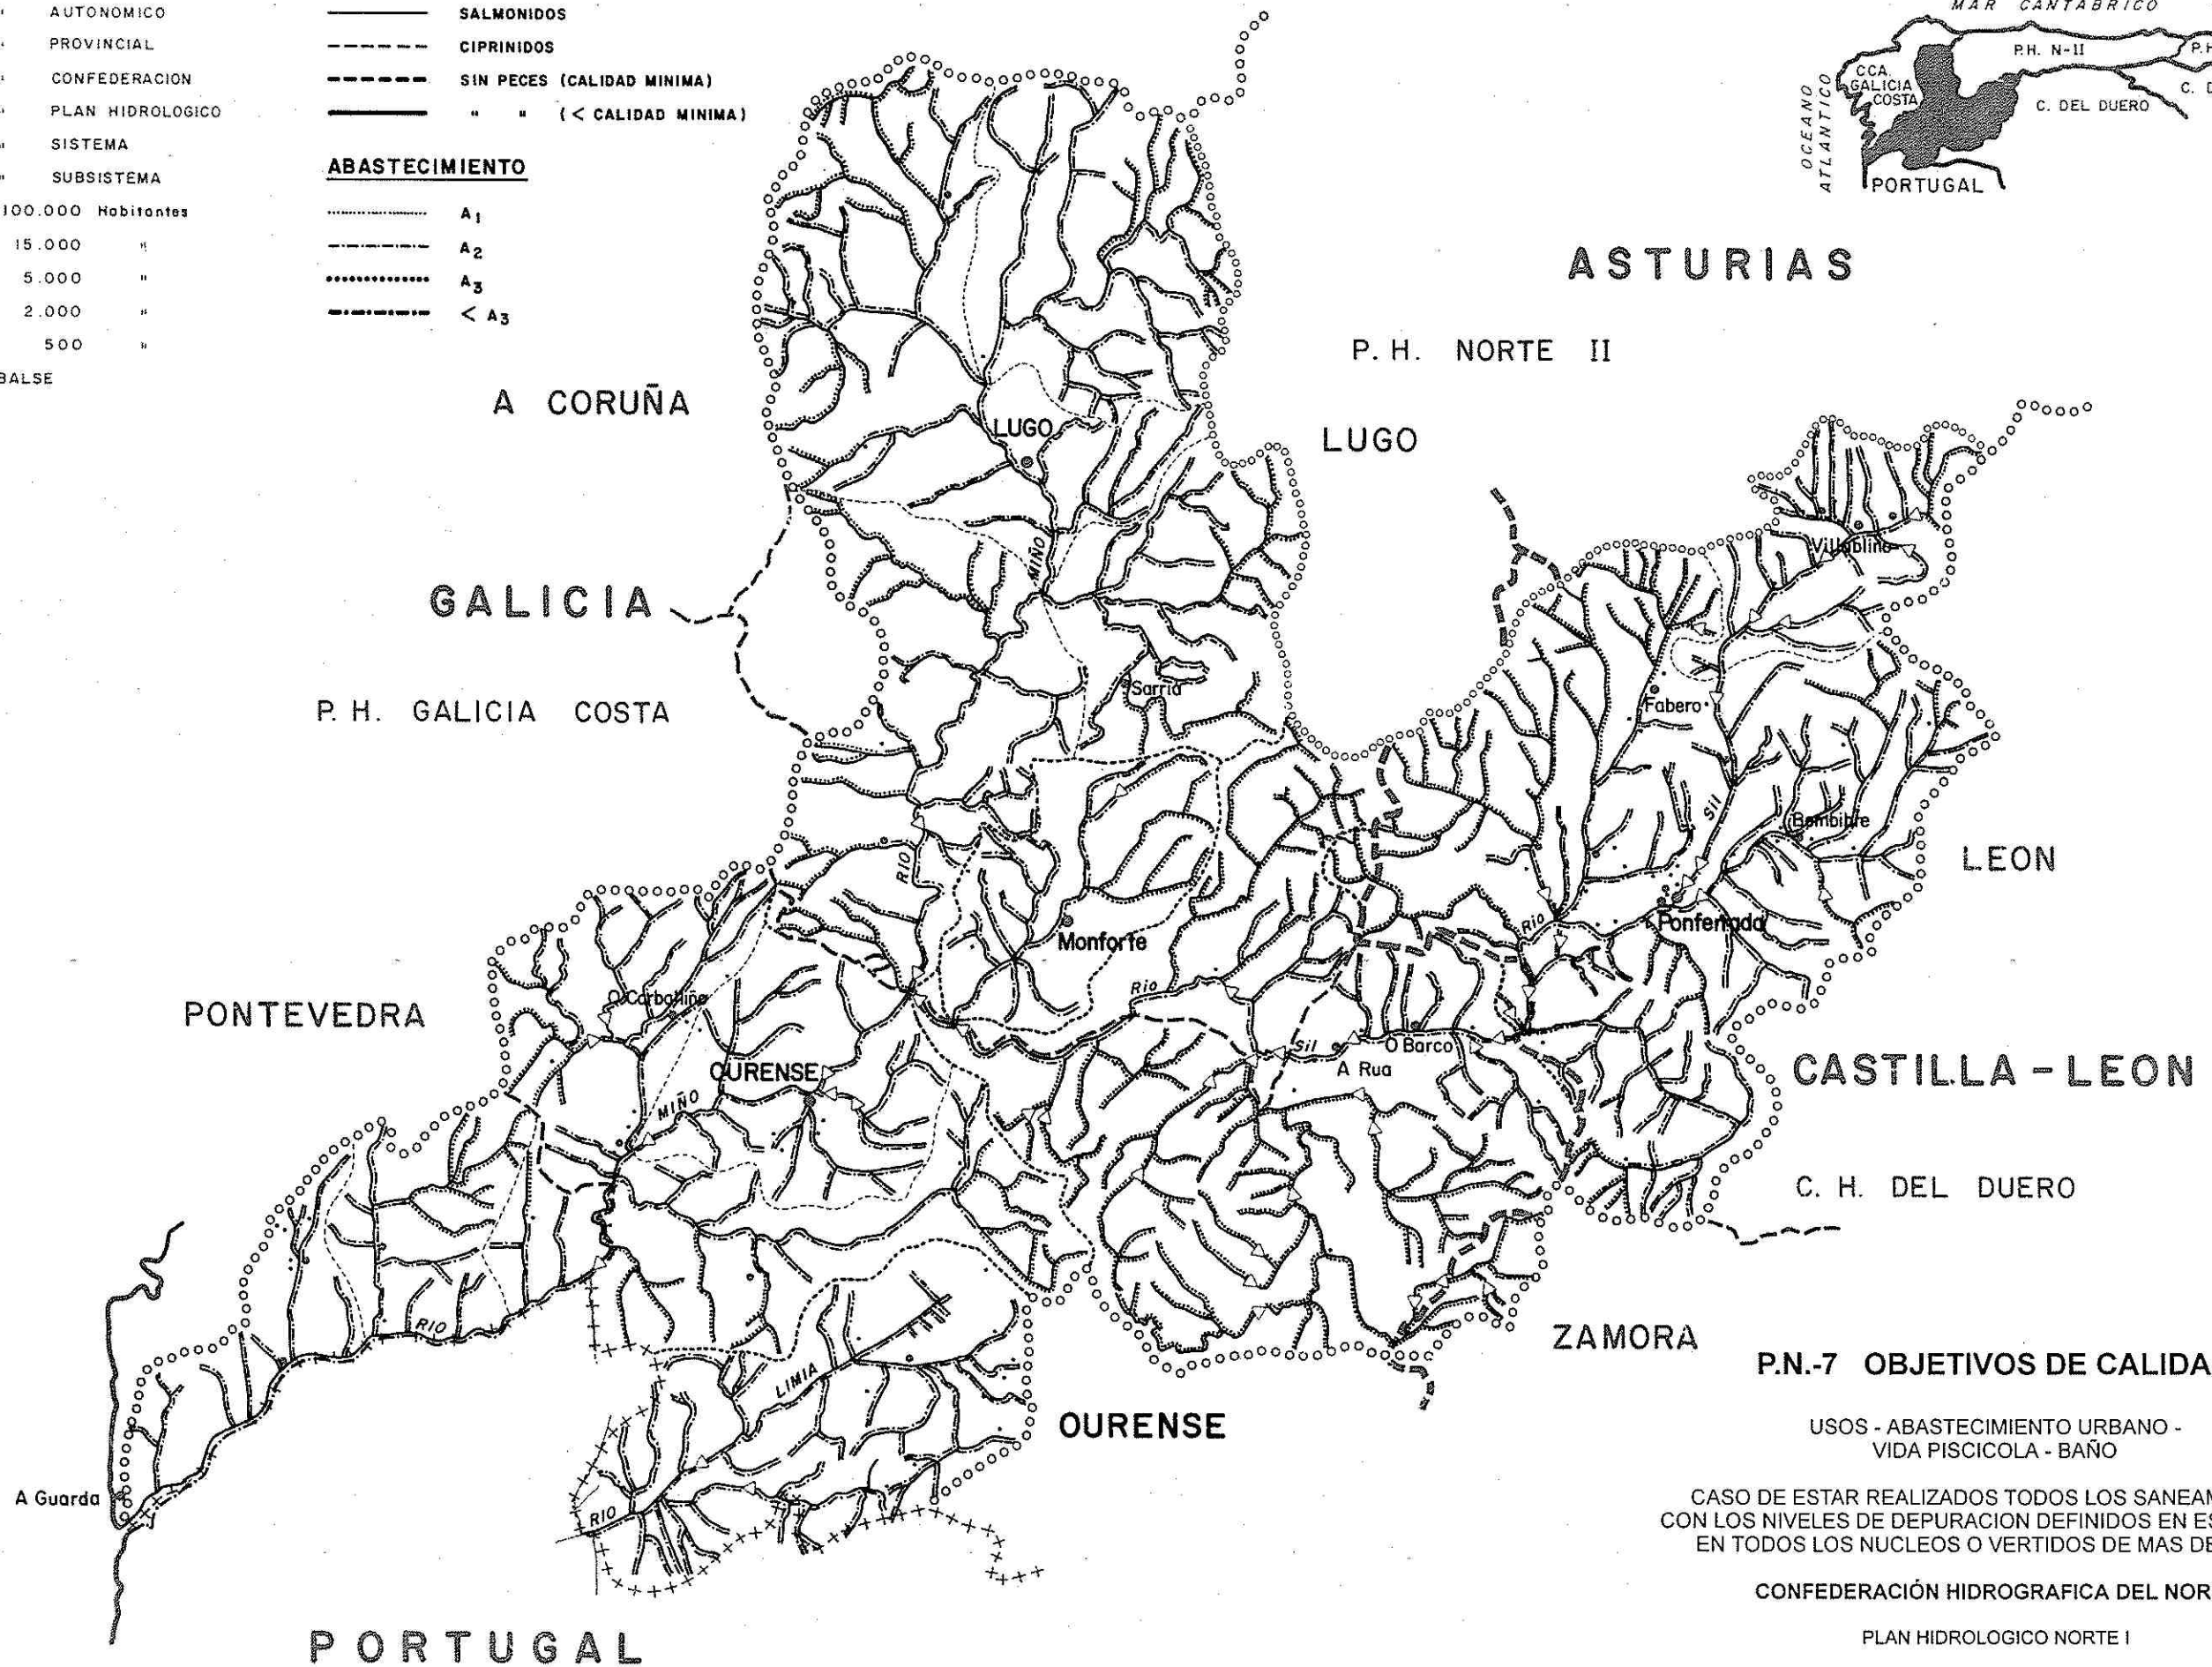 AUTONOMICO
PROVINCIAL
CONFEDERACION
PLAN HIDROLOGICO
SISTEMA
SUBSISTEMA
100.000 Habitantes
15.000 "
5.000 "
2.000 "
500 "
BALSE
SALMONIDOS
CIPRINIDOS
SIN PECES (CALIDAD MINIMA)
" " (< CALIDAD MINIMA)
ABASTECIMIENTO
A1
A2
A3
< A3
MAR CANTABRICO
P.H. N-II
P.H
CCA.
GALICIA
COSTA
C. DEL DUERO
C. D
OCEANO
ATLANTICO
PORTUGAL
ASTURIAS
P. H. NORTE II
A CORUÑA
LUGO
LUGO
Villablino
MIÑO
GALICIA
Sarria
Fabero
P. H. GALICIA COSTA
Sil
Bembibre
LEON
RIO
Rio
Ponferrada
Monforte
Rio
O Carballiño
PONTEVEDRA
Sil
O Barco
A Rua
CASTILLA-LEON
OURENSE
MIÑO
C. H. DEL DUERO
RIO
ZAMORA
LIMIA
OURENSE
A Guarda
RIO
PORTUGAL
P.N.-7 OBJETIVOS DE CALIDA
USOS - ABASTECIMIENTO URBANO -
VIDA PISCICOLA - BAÑO
CASO DE ESTAR REALIZADOS TODOS LOS SANEAM
CON LOS NIVELES DE DEPURACION DEFINIDOS EN ES
EN TODOS LOS NUCLEOS O VERTIDOS DE MAS DE
CONFEDERACIÓN HIDROGRAFICA DEL NOR
PLAN HIDROLOGICO NORTE I